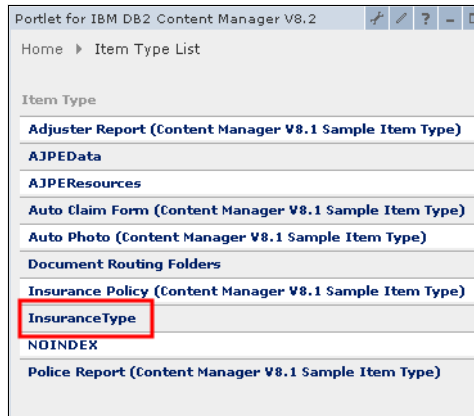 Portlet for IBM DB2 Content Manager V8.2 ? –
Home Item Type List
Item Type
Adjuster Report (Content Manager V8.1 Sample Item Type)
AJPEData
AJPEResources
Auto Claim Form (Content Manager V8.1 Sample Item Type)
Auto Photo (Content Manager V8.1 Sample Item Type)
Document Routing Folders
Insurance Policy (Content Manager V8.1 Sample Item Type)
InsuranceType
NOINDEX
Police Report (Content Manager V8.1 Sample Item Type)